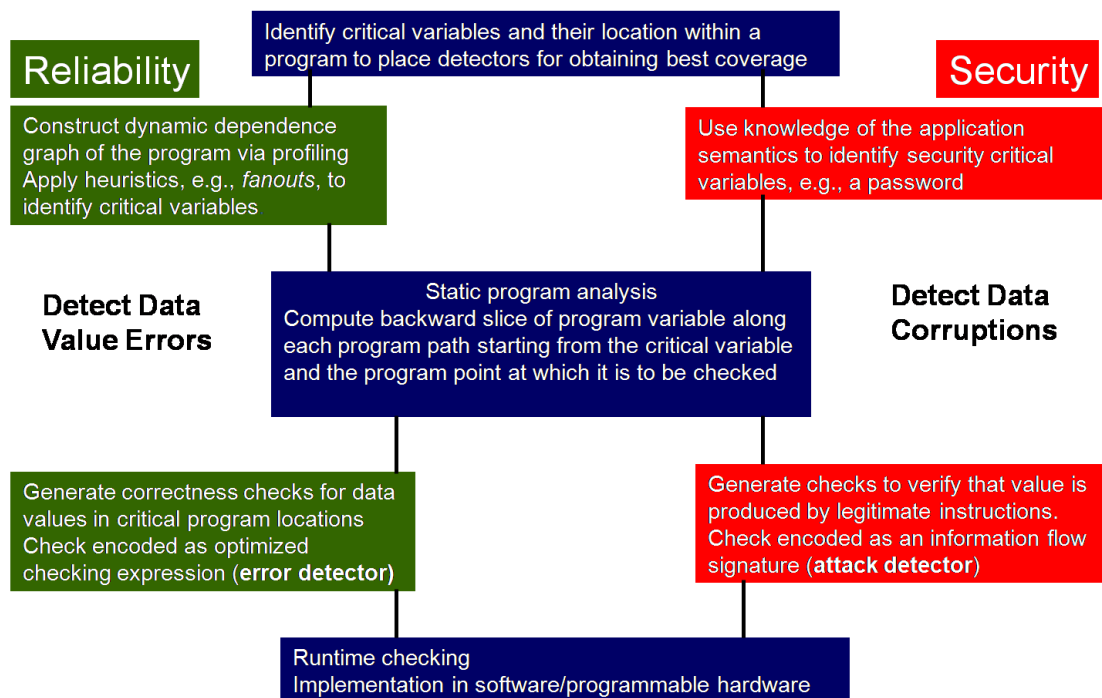 Identify critical variables and their location within a
program to place detectors for obtaining best coverage
Reliability
Security
Construct dynamic dependence
graph of the program via profiling
Apply heuristics, e.g., fanouts, to
identify critical variables
Use knowledge of the application
semantics to identify security critical
variables, e.g., a password
Detect Data
Value Errors
Static program analysis
Compute backward slice of program variable along
each program path starting from the critical variable
and the program point at which it is to be checked
Detect Data
Corruptions
Generate correctness checks for data
values in critical program locations
Check encoded as optimized
checking expression (error detector)
Generate checks to verify that value is
produced by legitimate instructions.
Check encoded as an information flow
signature (attack detector)
Runtime checking
Implementation in software/programmable hardware